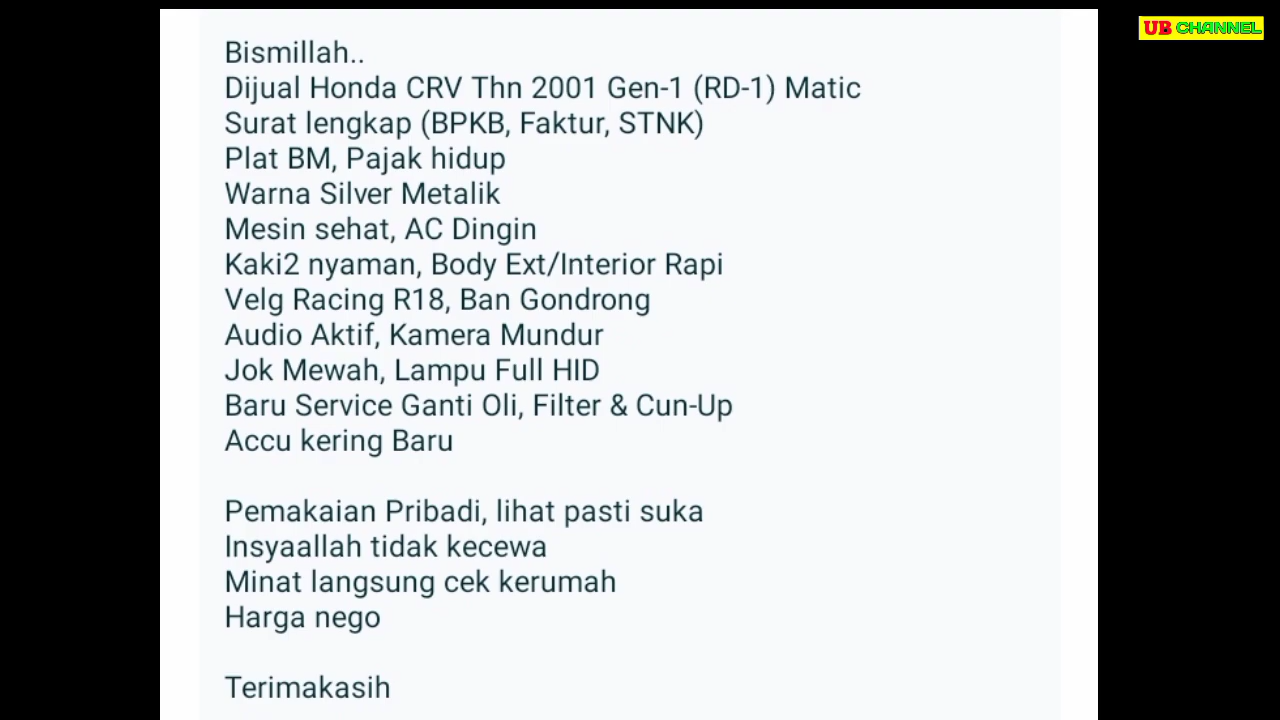 UB CHANNEL
Bismillah..
Dijual Honda CRV Thn 2001 Gen-1 (RD-1) Matic
Surat lengkap (BPKB, Faktur, STNK)
Plat BM, Pajak hidup
Warna Silver Metalik
Mesin sehat, AC Dingin
Kaki2 nyaman, Body Ext/Interior Rapi
Velg Racing R18, Ban Gondrong
Audio Aktif, Kamera Mundur
Jok Mewah, Lampu Full HID
Baru Service Ganti Oli, Filter & Cun-Up
Accu kering Baru
Pemakaian Pribadi, lihat pasti suka
Insyaallah tidak kecewa
Minat langsung cek kerumah
Harga nego
Terimakasih